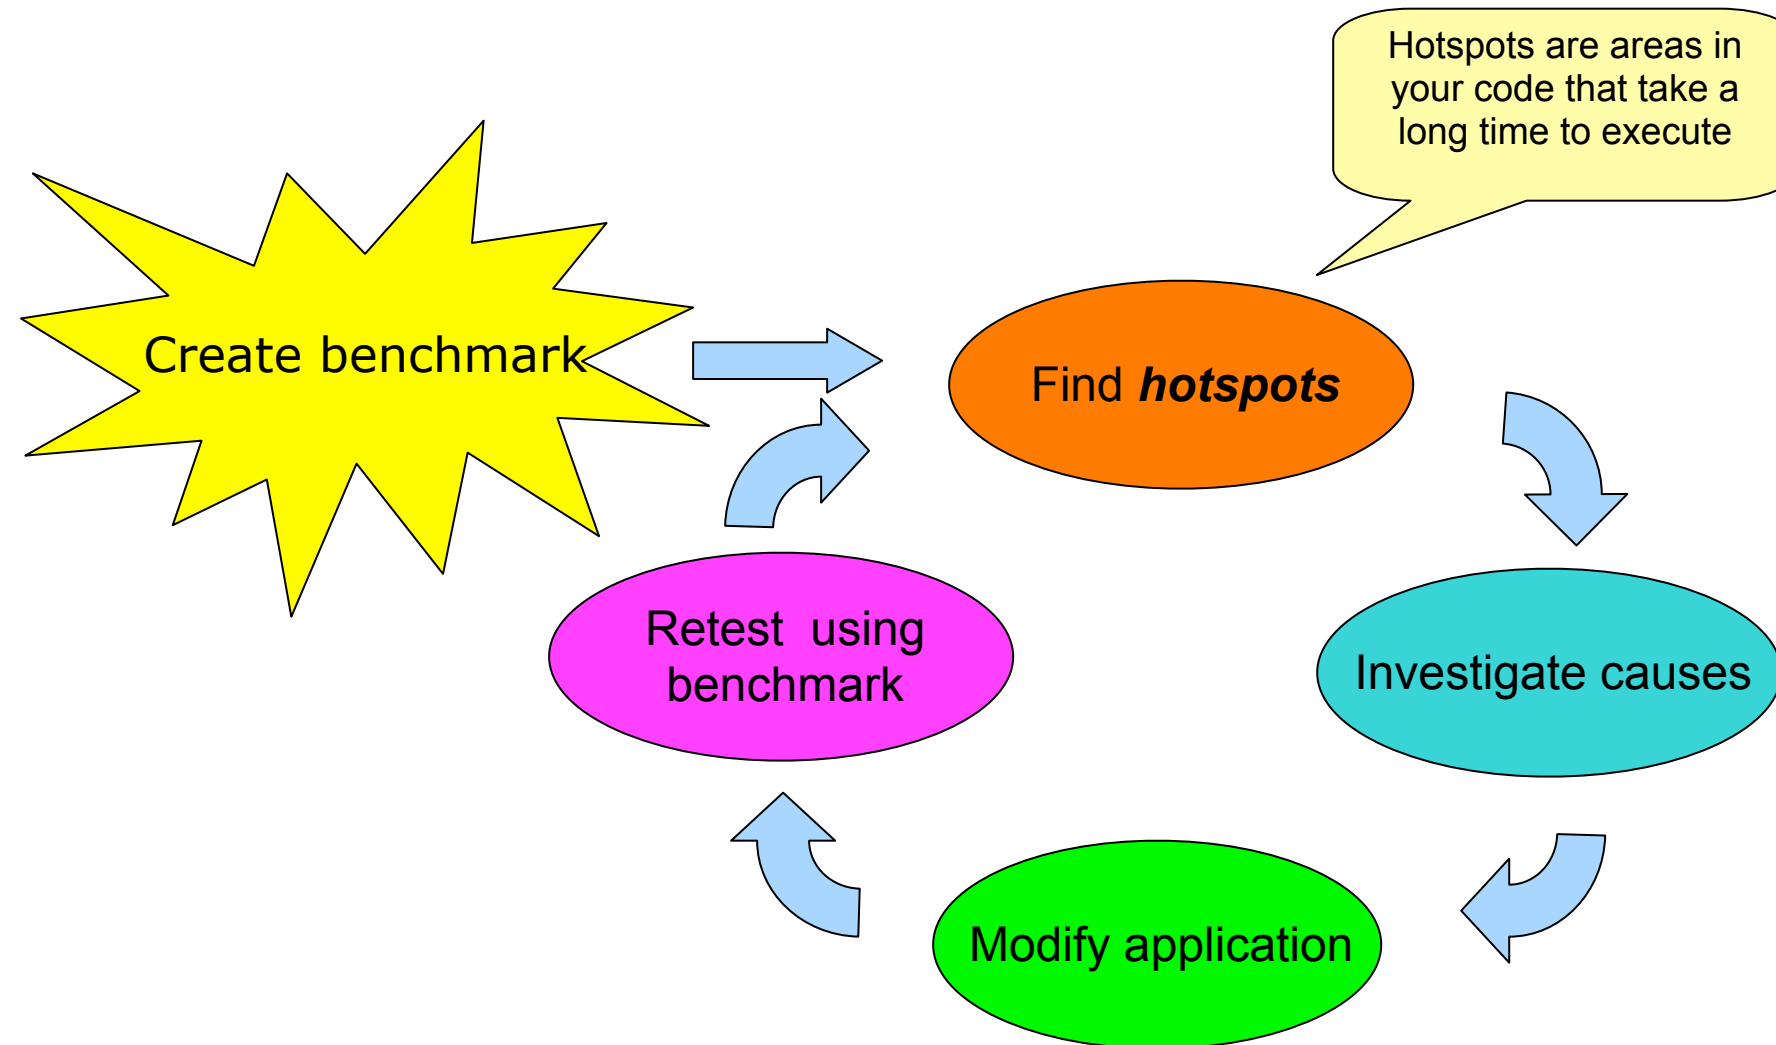 Hotspots are areas in
your code that take a
long time to execute
Create benchmark
Find hotspots
Retest  using
benchmark
Investigate causes
Modify application